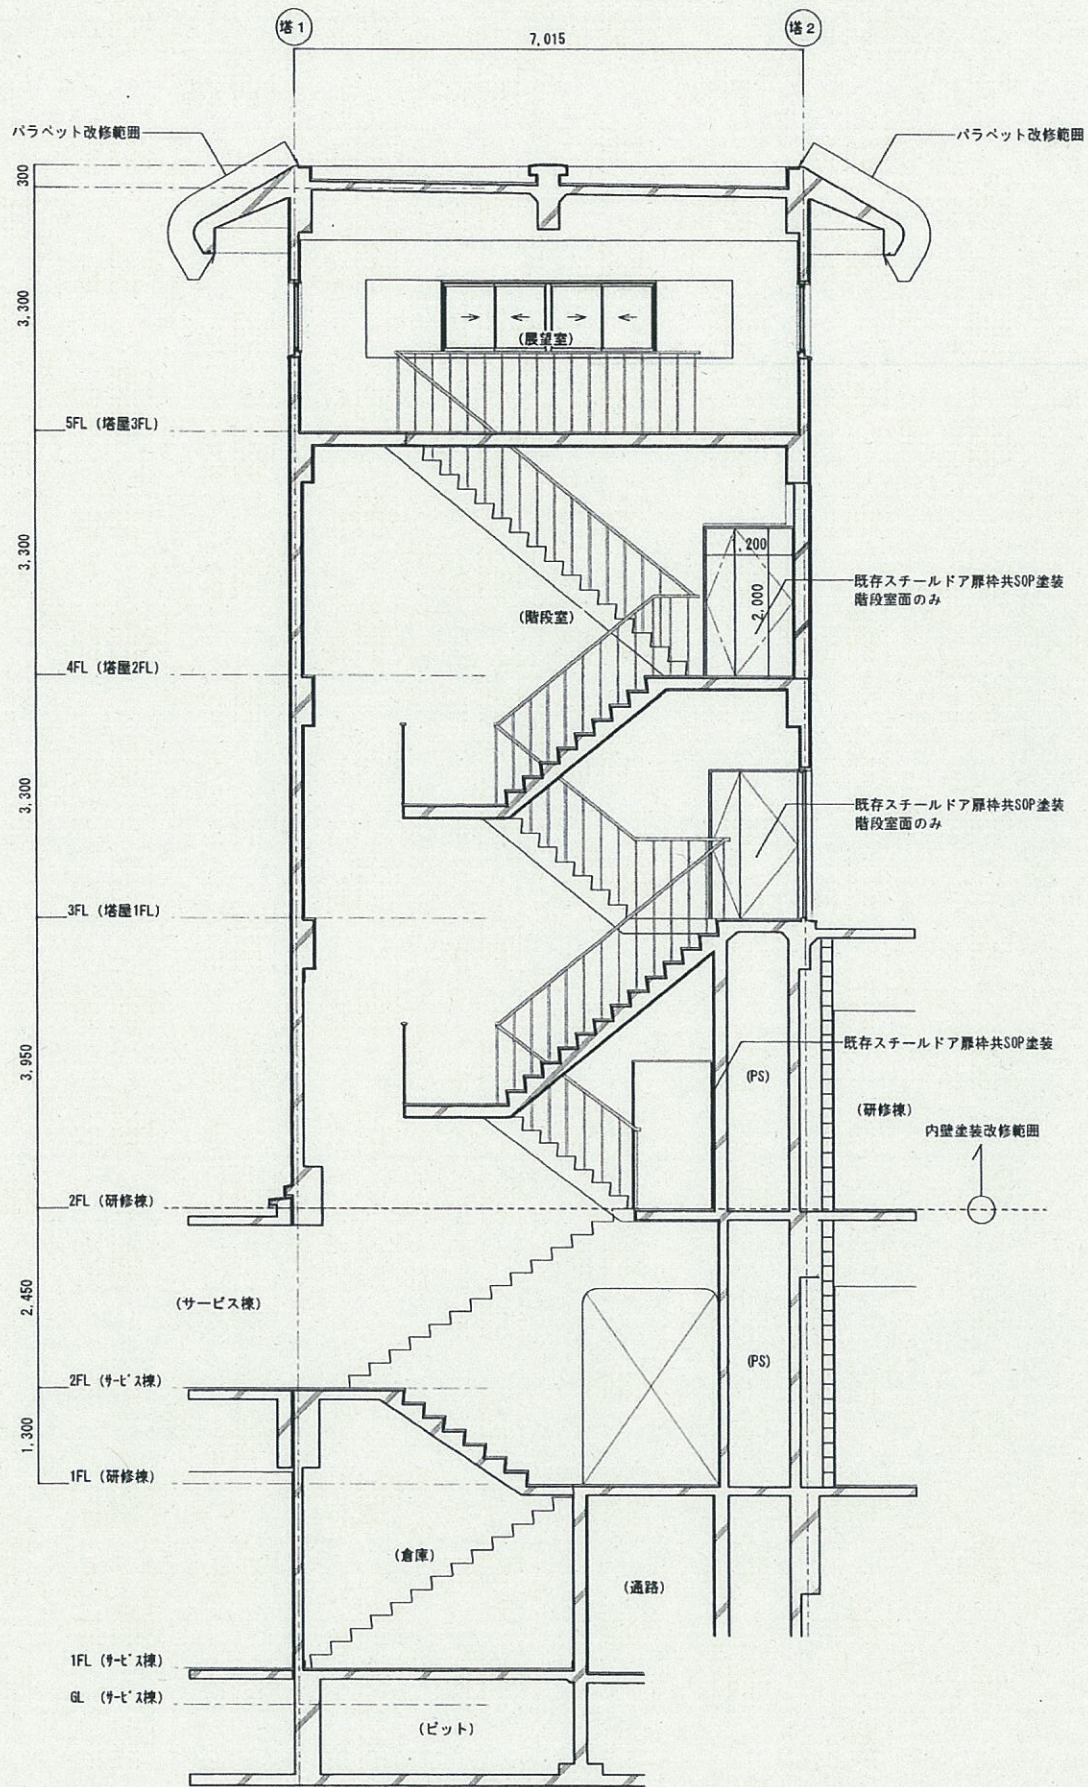 塔1
塔2
7,015
パラペット改修範囲
パラペット改修範囲
300
3,300
(展望室)
5FL (塔屋3FL)
3,300
1,200
2,000
既存スチールドア扉枠共SOP塗装
階段室面のみ
(階段室)
4FL (塔屋2FL)
3,300
既存スチールドア扉枠共SOP塗装
階段室面のみ
3FL (塔屋1FL)
3,950
既存スチールドア扉枠共SOP塗装
(PS)
(研修棟)
内壁塗装改修範囲
2FL (研修棟)
2,450
(サービス棟)
(PS)
2FL (サービス棟)
1,300
1FL (研修棟)
(倉庫)
(通路)
1FL (サービス棟)
GL (サービス棟)
(ピット)